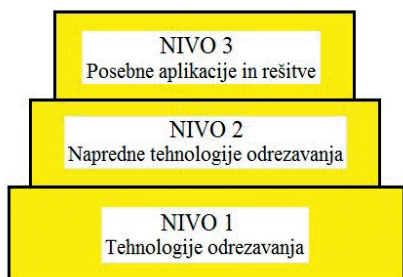 NIVO 3
Posebne aplikacije in rešitve
NIVO 2
Napredne tehnologije odrezavanja
NIVO 1
Tehnologije odrezavanja